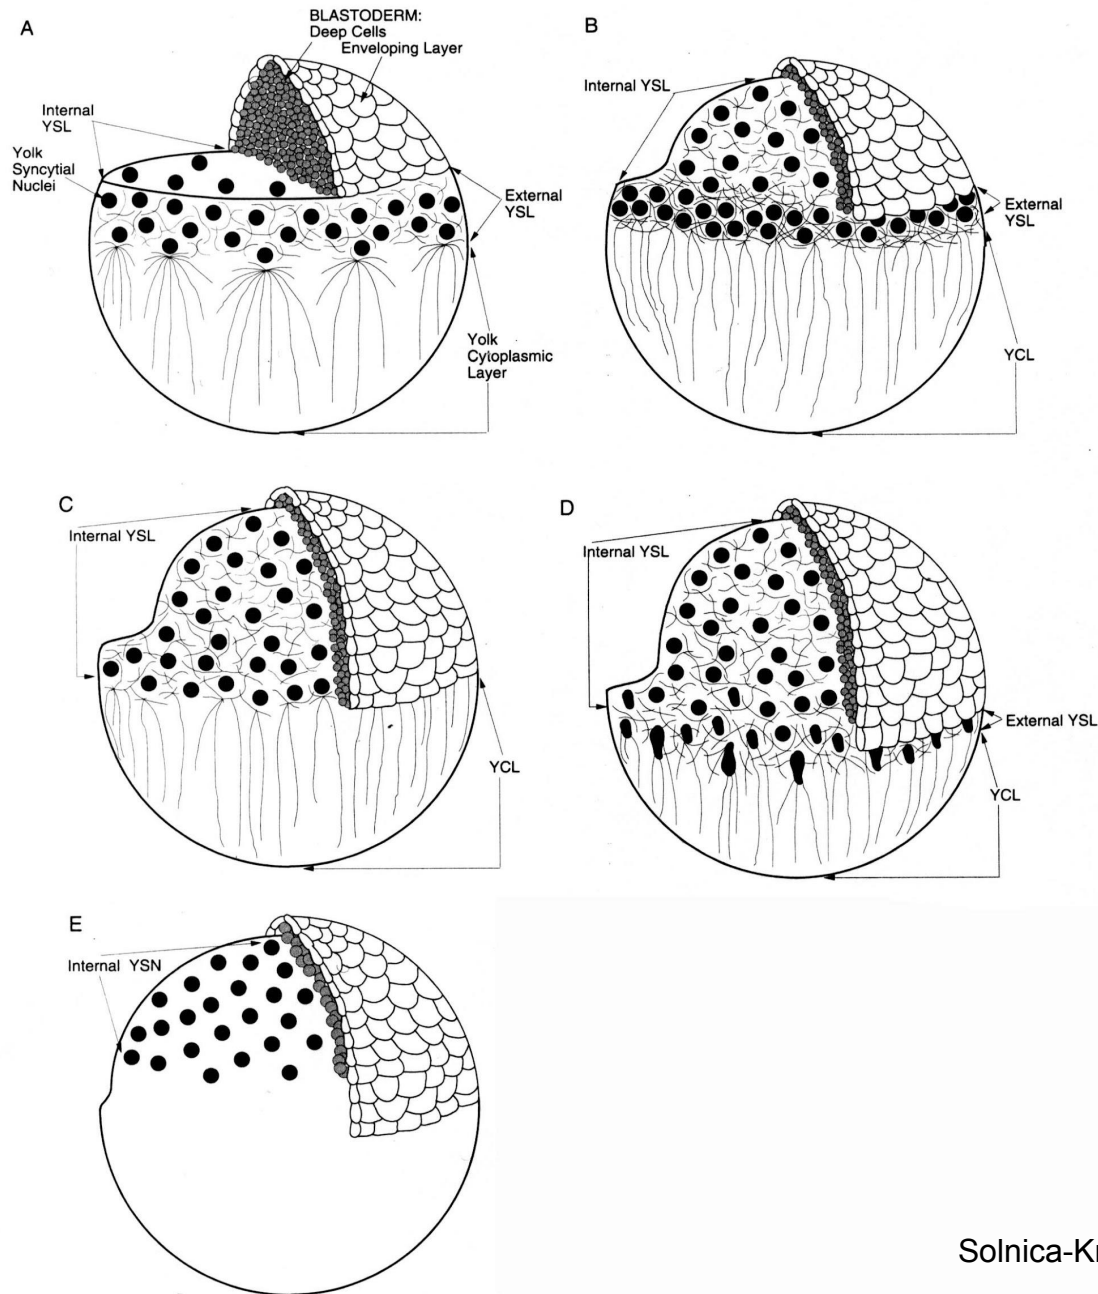 A
BLASTODERM:
Deep Cells
Enveloping Layer
Internal
YSL
Yolk
Syncytial
Nuclei
External
YSL
Yolk
Cytoplasmic
Layer
B
Internal YSL
External
YSL
YCL
C
Internal YSL
YCL
D
Internal YSL
External YSL
YCL
E
Internal YSN